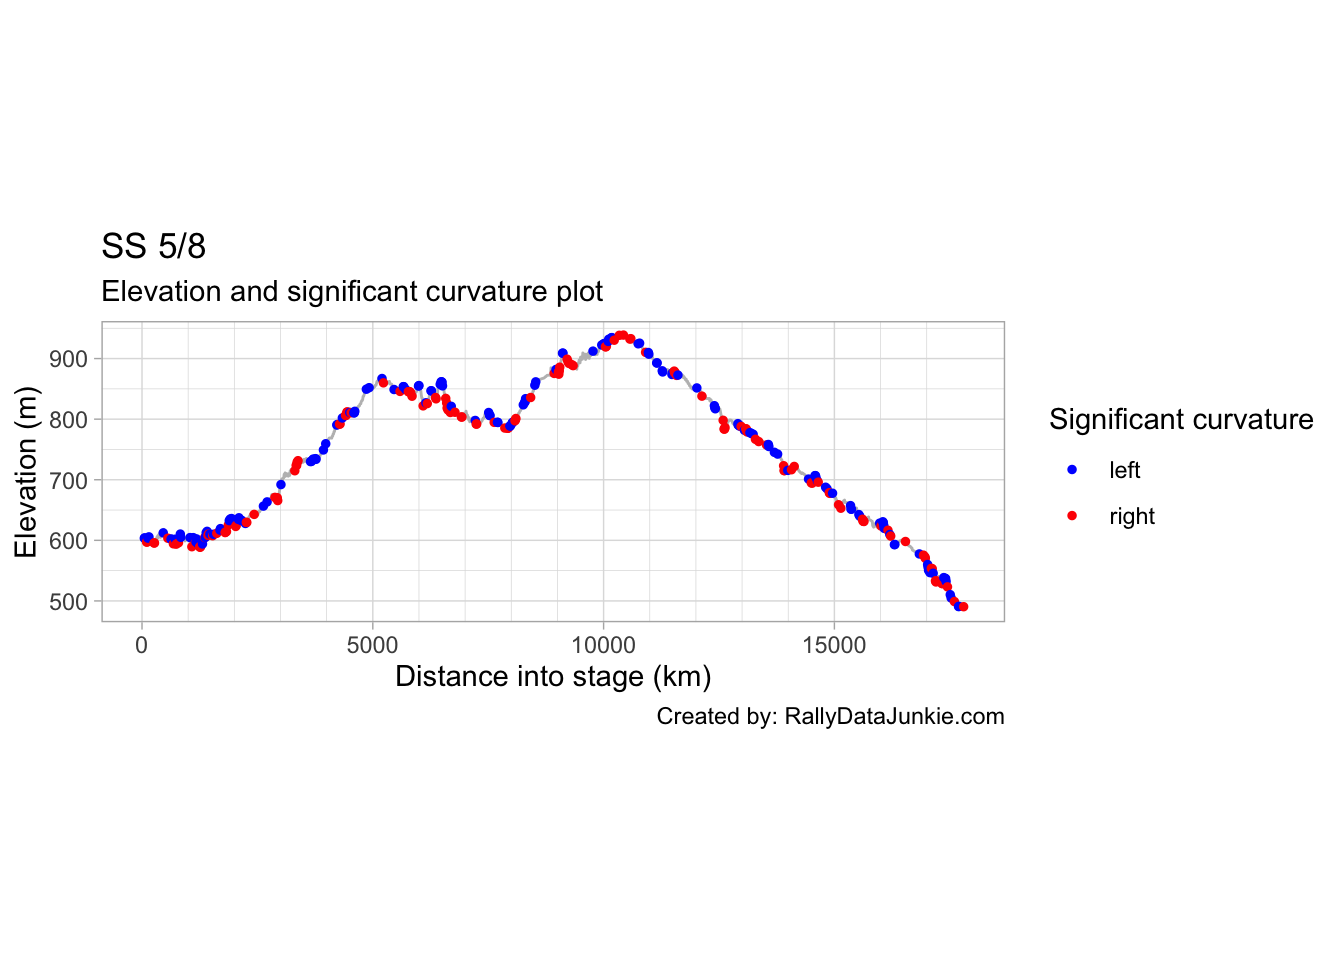 SS 5/8
Elevation and significant curvature plot
900
800
700
600
500
Elevation (m)
0 5000 10000 15000
Distance into stage (km)
Significant curvature
left
right
Created by: RallyDataJunkie.com